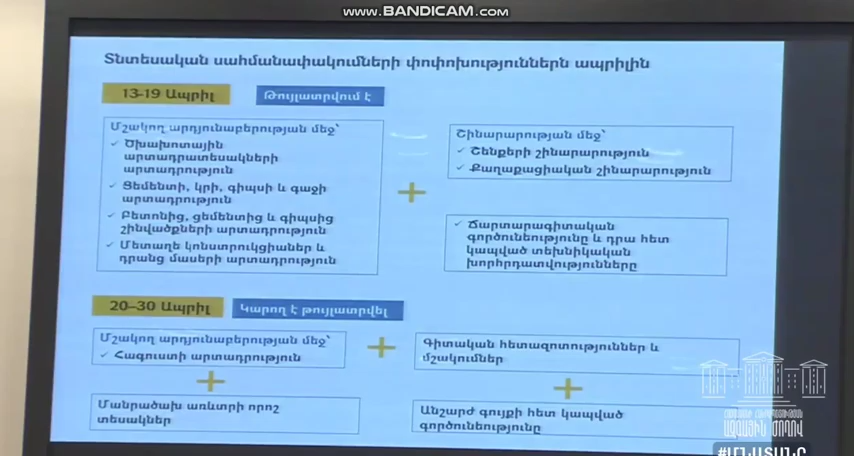 www.BANDICAM.com
Տնտեսական սահմանափակումների փոփոխություններն ապրիլին
13-19 Ապրիլ
Թույլատրվում է
Մշակող արդյունաբերության մեջ՝
✓ Ծխախոտային
արտադրատեսակների
արտադրություն
✓ Ցեմենտի, կրի, գիպսի և գաջի
արտադրություն
✓ Բետոնից, ցեմենտից և գիպսից
շինվածքների արտադրություն
✓ Մետաղե կոնստրուկցիաներ և
դրանց մասերի արտադրություն
+
Շինարարության մեջ՝
✓ Շենքերի շինարարություն
✓ Քաղաքացիական շինարարություն
✓ Ճարտարագիտական
գործունեությունը և դրա հետ
կապված տեխնիկական
խորհրդատվությունները
20–30 Ապրիլ
Կարող է թույլատրվել
Մշակող արդյունաբերության մեջ՝
✓ Հագուստի արտադրություն
+
Գիտական հետազոտություններ և
մշակումներ
+
+
Մանրածախ առևտրի որոշ
տեսակներ
Անշարժ գույքի հետ կապված
գործունեությունը
ԱԶԳԱՅԻՆ ԺՈՂՈՎ
#ՄՆԱՏԱՆԸ